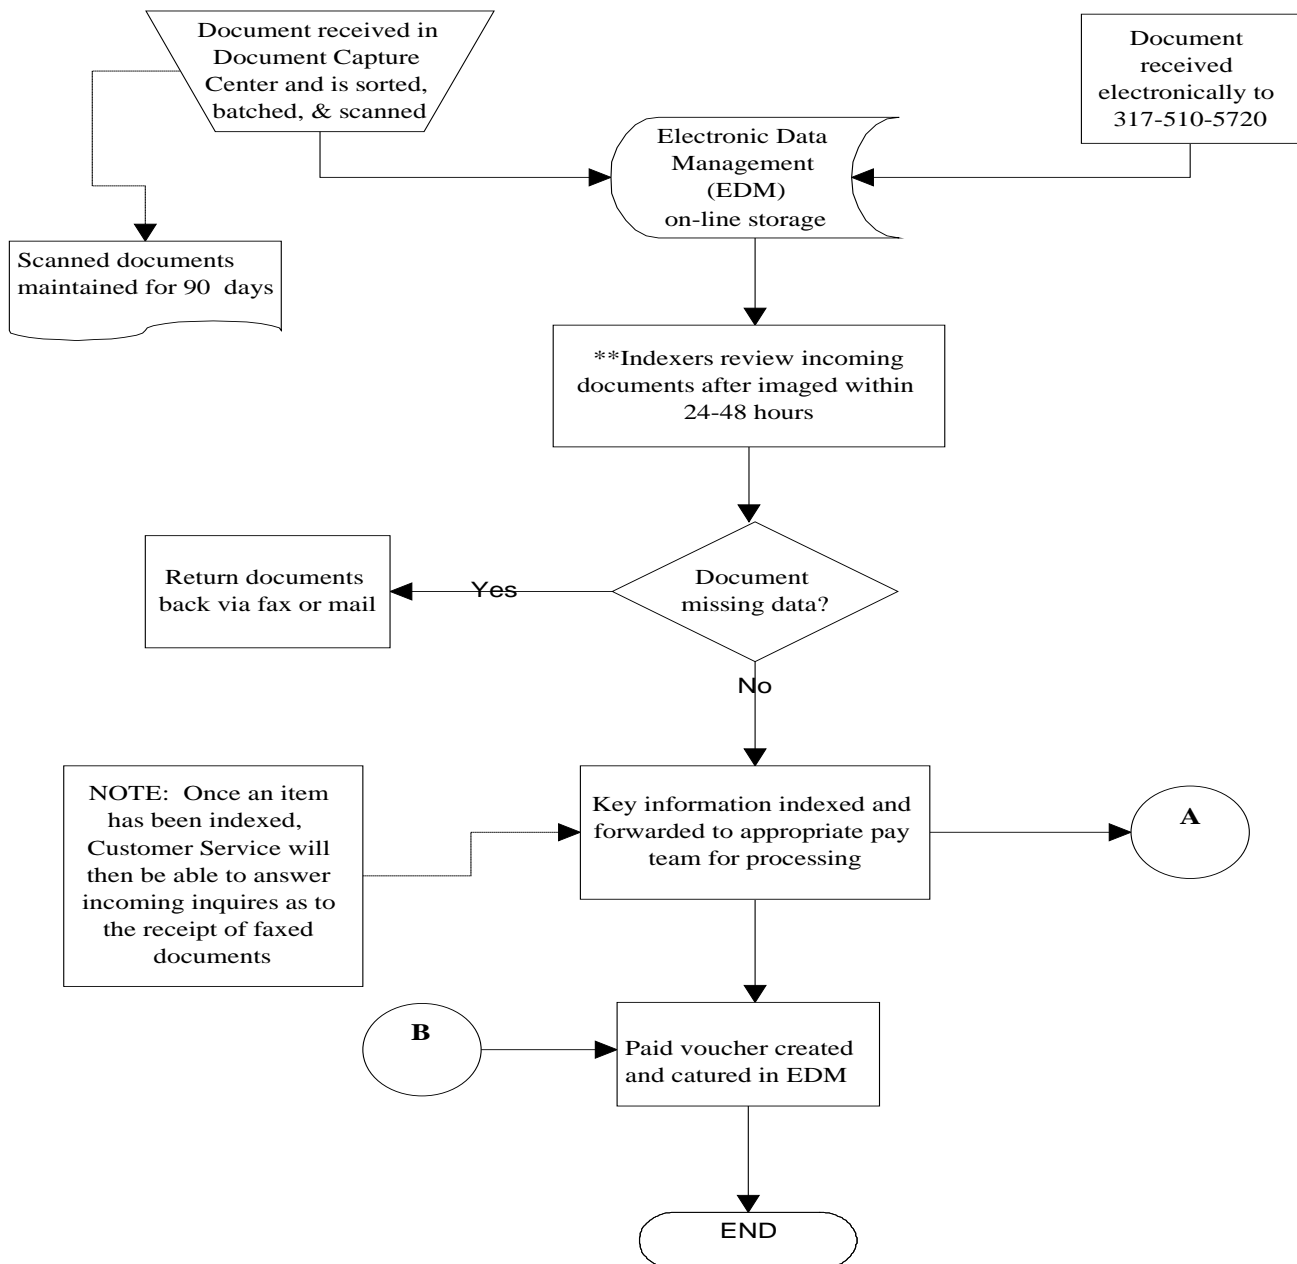 Document received in
Document Capture
Center and is sorted,
batched, & scanned
Document
received
electronically to
317-510-5720
Electronic Data
Management
(EDM)
on-line storage
Scanned documents
maintained for 90  days
**Indexers review incoming
documents after imaged within
24-48 hours
Return documents
back via fax or mail
Yes
Document
missing data?
No
NOTE:  Once an item
has been indexed,
Customer Service will
then be able to answer
incoming inquires as to
the receipt of faxed
documents
Key information indexed and
forwarded to appropriate pay
team for processing
A
B
Paid voucher created
and catured in EDM
END